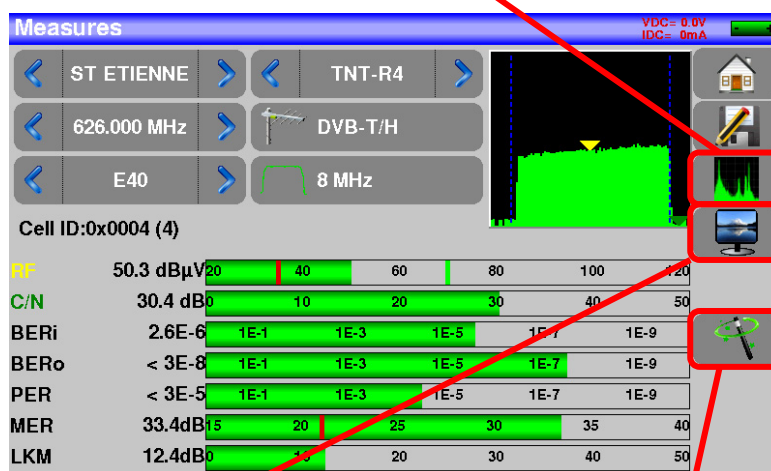 Measures
VDC= 0.0V
IDC= 0mA
ST ETIENNE
TNT-R4
626.000 MHz
DVB-T/H
E40
8 MHz
Cell ID:0x0004 (4)
RF 50.3 dBµV 20 40 60 80 100 120
C/N 30.4 dB 0 10 20 30 40 50
BERi 2.6E-6 1E-1 1E-3 1E-5 1E-7 1E-9
BERo < 3E-8 1E-1 1E-3 1E-5 1E-7 1E-9
PER < 3E-5 1E-1 1E-3 1E-5 1E-7 1E-9
MER 33.4dB 15 20 25 30 35 40
LKM 12.4dB 0 10 20 30 40 50